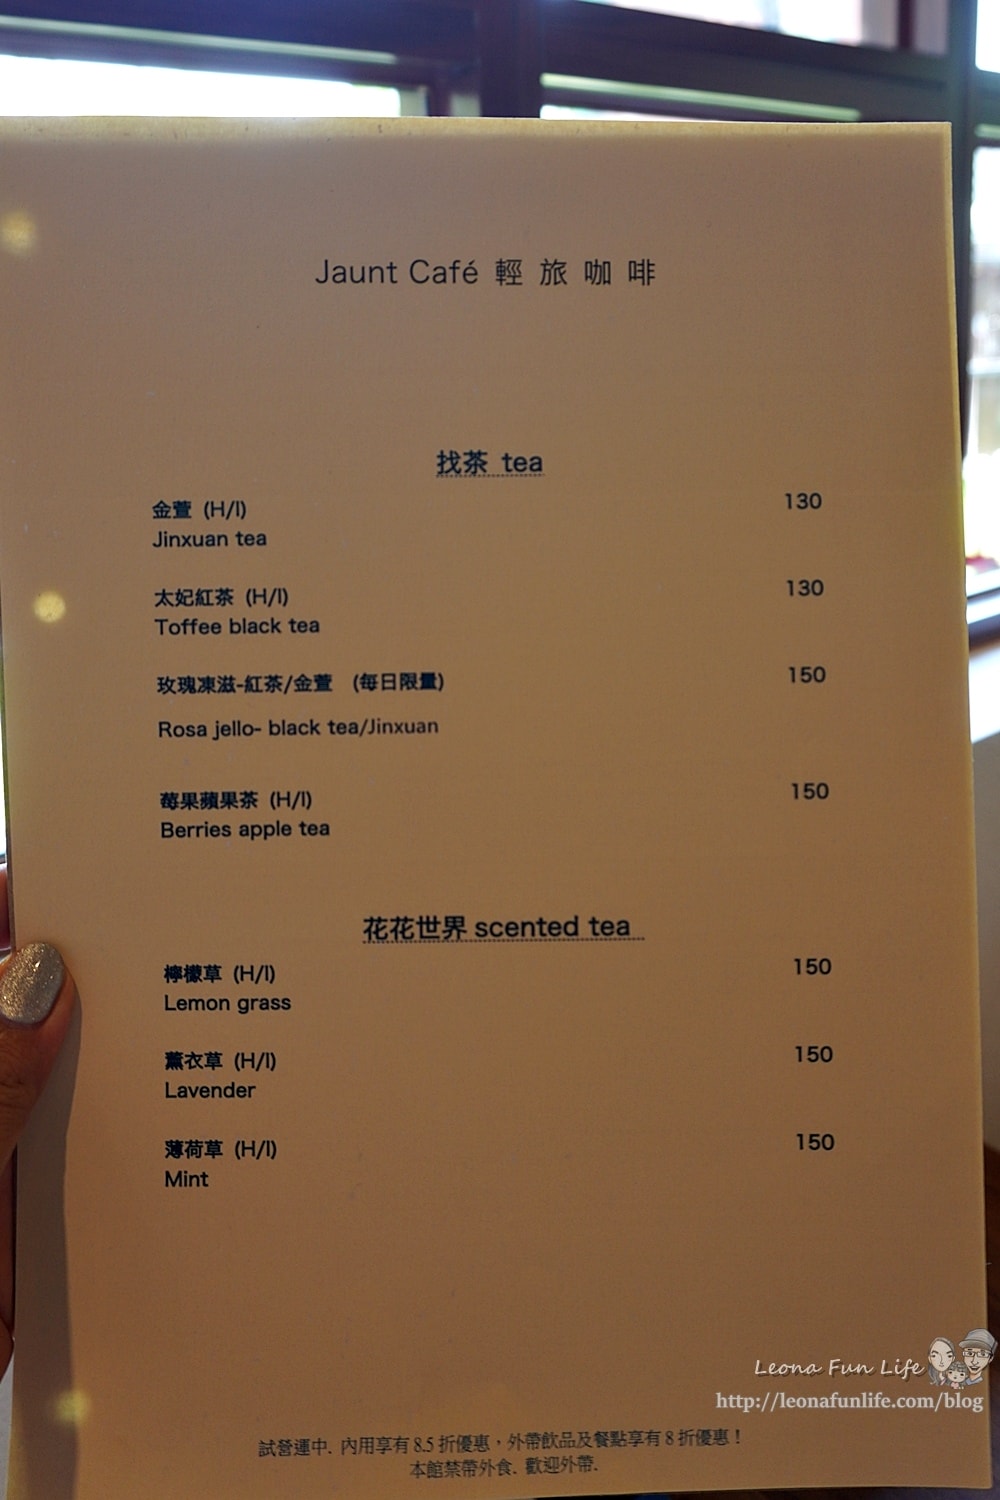 Jaunt Café 輕旅咖啡
找茶 tea
金萱 (H/I) 130
Jinxuan tea
太妃紅茶 (H/I) 130
Toffee black tea
玫瑰凍滋-紅茶/金萱 (每日限量) 150
Rosa jello- black tea/Jinxuan
莓果蘋果茶 (H/I) 150
Berries apple tea
花花世界 scented tea
檸檬草 (H/I) 150
Lemon grass
薰衣草 (H/I) 150
Lavender
薄荷草 (H/I) 150
Mint
Leona Fun Life
http://leonafunlife.com/blog
試營運中. 內用享有 8.5 折優惠，外帶飲品及餐點享有 8 折優惠！
本館禁帶外食. 歡迎外帶.